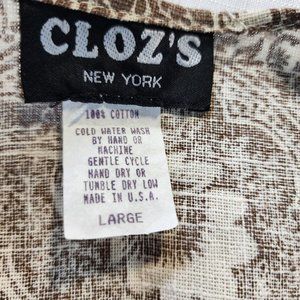 CLOZ'S
NEW YORK
100% COTTON
COLD WATER WASH
BY HAND OR
MACHINE
GENTLE CYCLE
HAND DRY OR
TUMBLE DRY LOW
MADE IN U.S.A.
LARGE